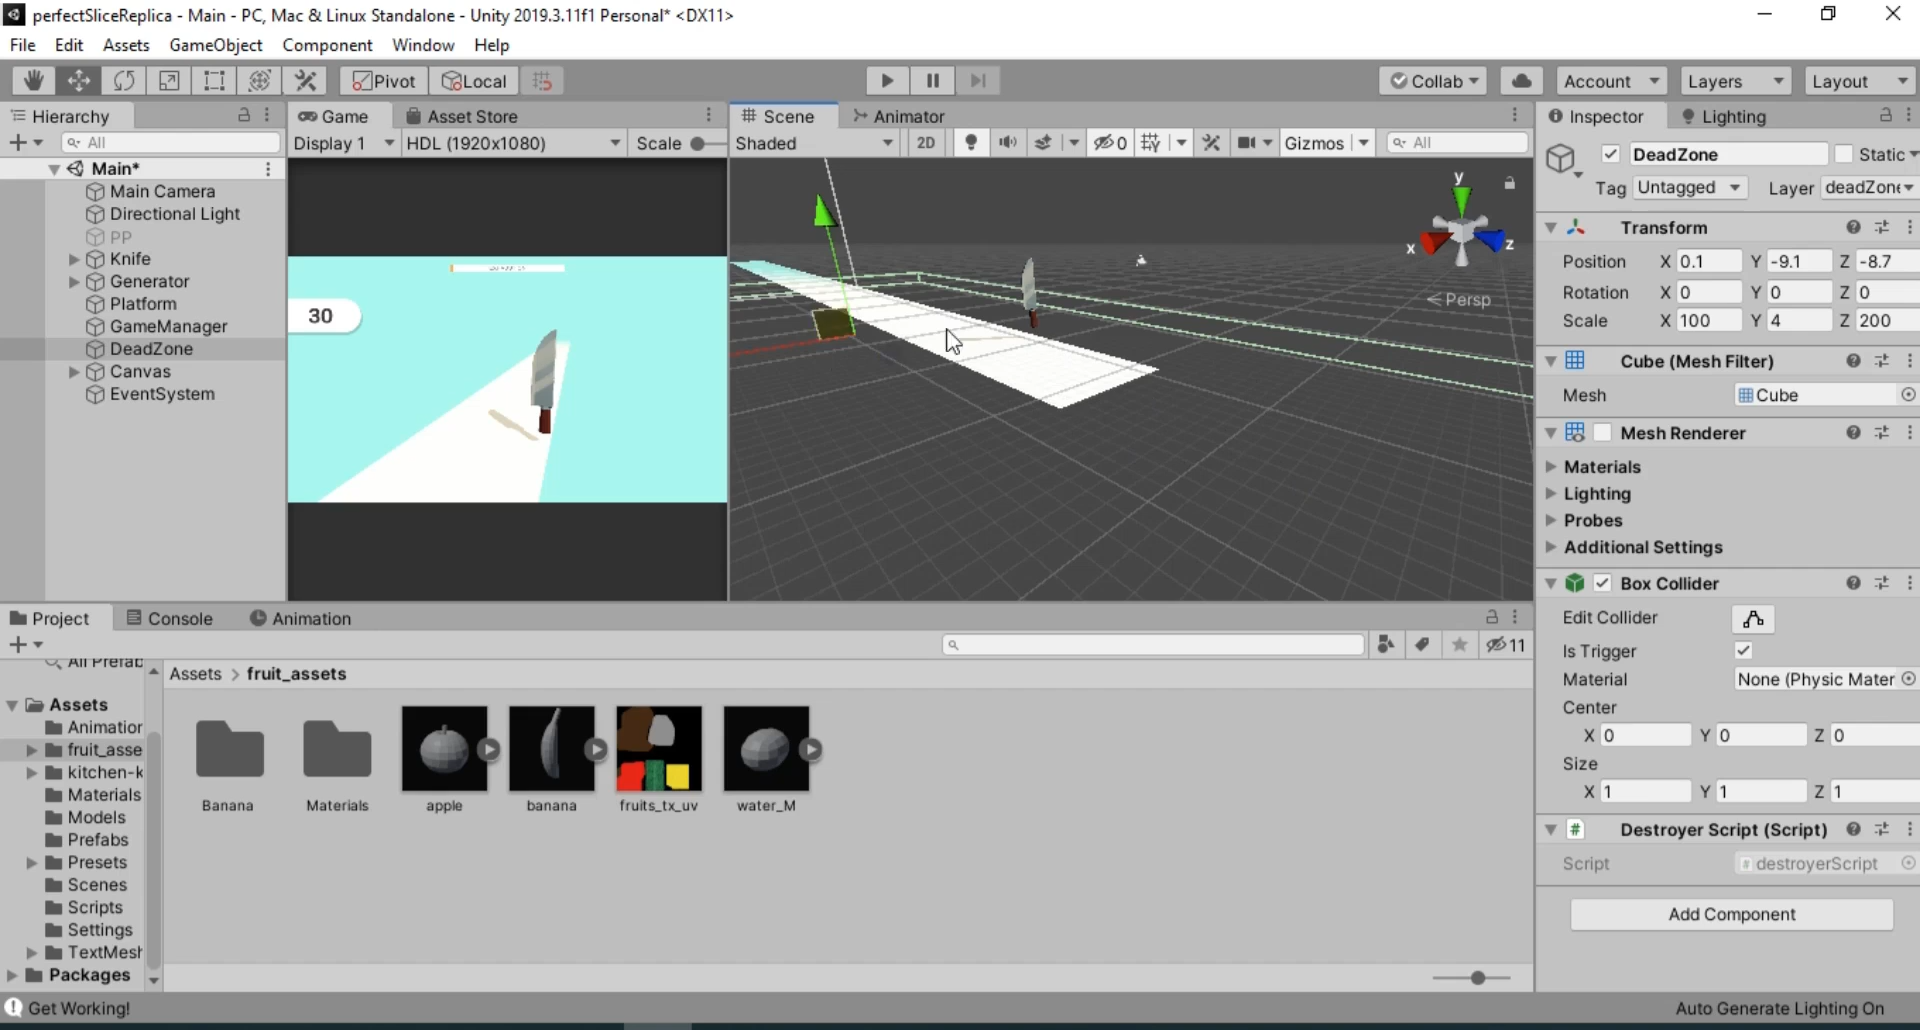 perfectSliceReplica - Main - PC, Mac & Linux Standalone - Unity 2019.3.11f1 Personal* <DX11>
File Edit Assets GameObject Component Window Help
Pivot Local Collab Account Layers Layout
Hierarchy Game Asset Store Scene Animator Inspector Lighting
All Display 1 HDL (1920x1080) Scale Shaded 2D 0 Gizmos All
DeadZone Static
Tag Untagged Layer deadZone
Main*
Main Camera
Directional Light
PP
Knife
Generator
Platform
GameManager
DeadZone
Canvas
EventSystem
30
y
x
z
Persp
Transform
Position X 0.1 Y -9.1 Z -8.7
Rotation X 0 Y 0 Z 0
Scale X 100 Y 4 Z 200
Cube (Mesh Filter)
Mesh Cube
Mesh Renderer
Materials
Lighting
Probes
Additional Settings
Box Collider
Edit Collider
Is Trigger
Material None (Physic Mater
Center
X 0 Y 0 Z 0
Size
X 1 Y 1 Z 1
Destroyer Script (Script)
Script # destroyerScript
Add Component
Project Console Animation
11
All Prefab
Assets > fruit_assets
Assets
Animation
fruit_asse
kitchen-k
Materials
Models
Prefabs
Presets
Scenes
Scripts
Settings
TextMesh
Packages
Banana Materials apple banana fruits_tx_uv water_M
Get Working!
Auto Generate Lighting On